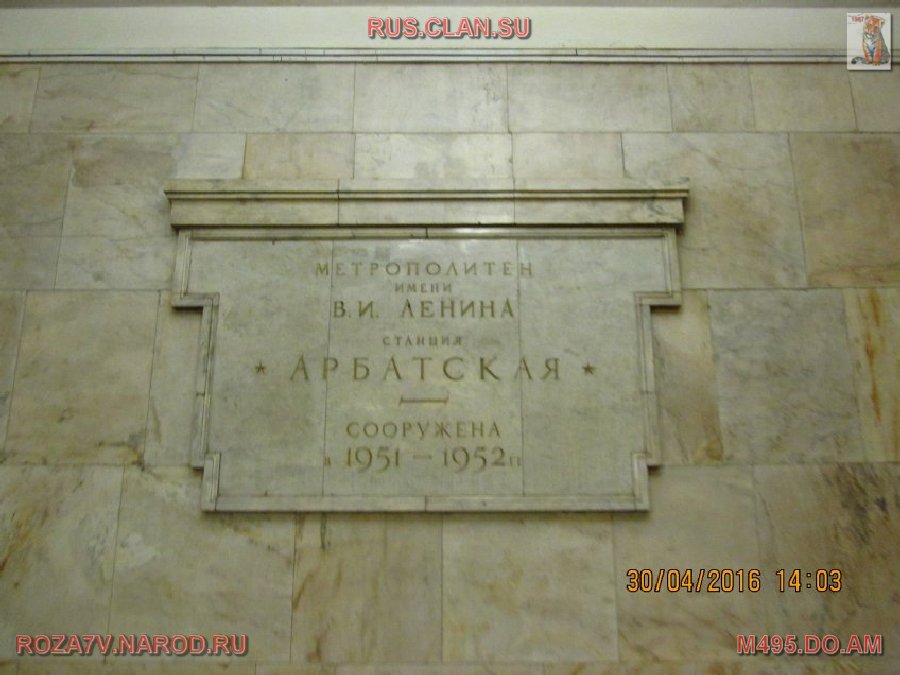 RUS.CLAN.SU
1967
МЕТРОПОЛИТЕН
ИМЕНИ
В.И. ЛЕНИНА
СТАНЦИЯ
★ АРБАТСКАЯ ★
СООРУЖЕНА
В 1951 — 1952 ГГ
30/04/2016 14:03
ROZA7V.NAROD.RU
M495.DO.AM